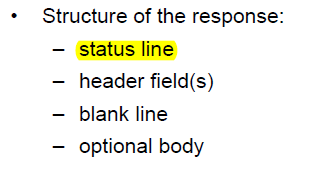 • Structure of the response:
– status line
– header field(s)
– blank line
– optional body